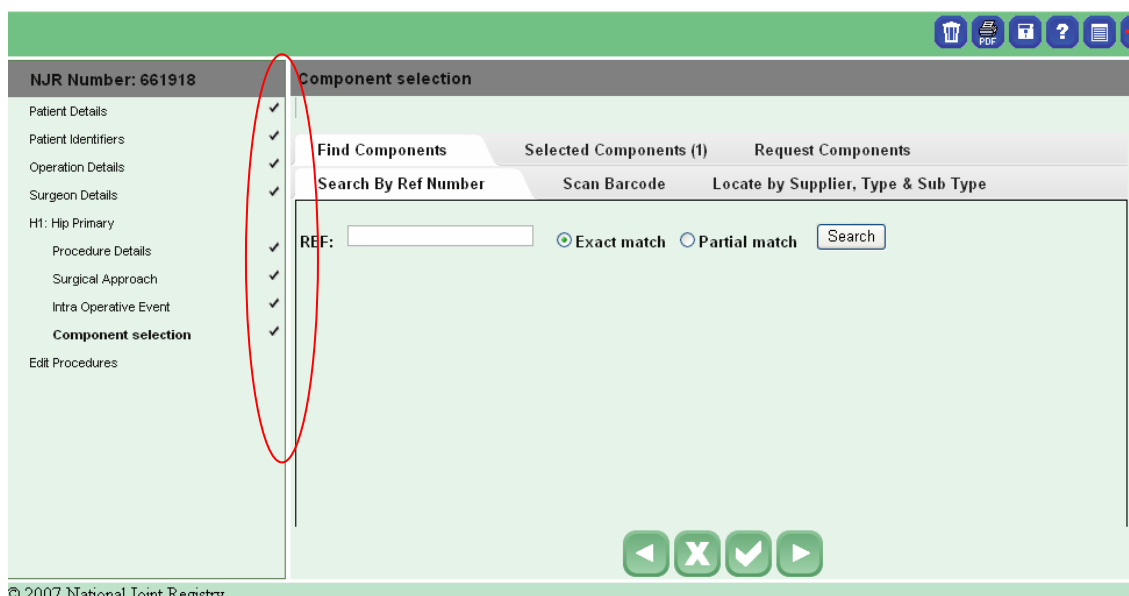 PDF
?
NJR Number: 661918
Component selection
Patient Details
Patient Identifiers
Operation Details
Surgeon Details
H1: Hip Primary
Procedure Details
Surgical Approach
Intra Operative Event
Component selection
Edit Procedures
Find Components Selected Components (1) Request Components
Search By Ref Number Scan Barcode Locate by Supplier, Type & Sub Type
REF: Exact match Partial match Search
© 2007 National Joint Registry